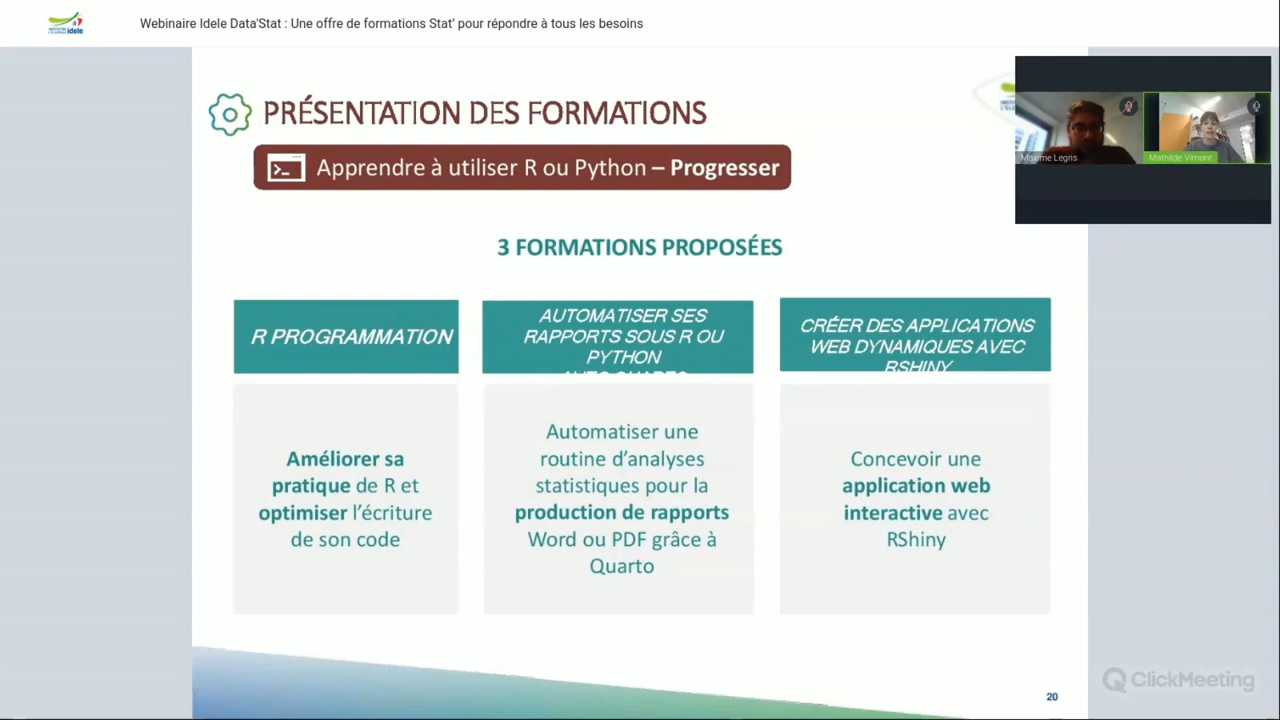 Webinaire Idele Data'Stat : Une offre de formations Stat’ pour répondre à tous les besoins
idele
PRÉSENTATION DES FORMATIONS
Apprendre à utiliser R ou Python – Progresser
Maxime Legris
Mathilde Vimont
3 FORMATIONS PROPOSÉES
R PROGRAMMATION
AUTOMATISER SES
RAPPORTS SOUS R OU
PYTHON
AVEC QUARTO
CRÉER DES APPLICATIONS
WEB DYNAMIQUES AVEC
RSHINY
Améliorer sa
pratique de R et
optimiser l’écriture
de son code
Automatiser une
routine d’analyses
statistiques pour la
production de rapports
Word ou PDF grâce à
Quarto
Concevoir une
application web
interactive avec
RShiny
ClickMeeting
20